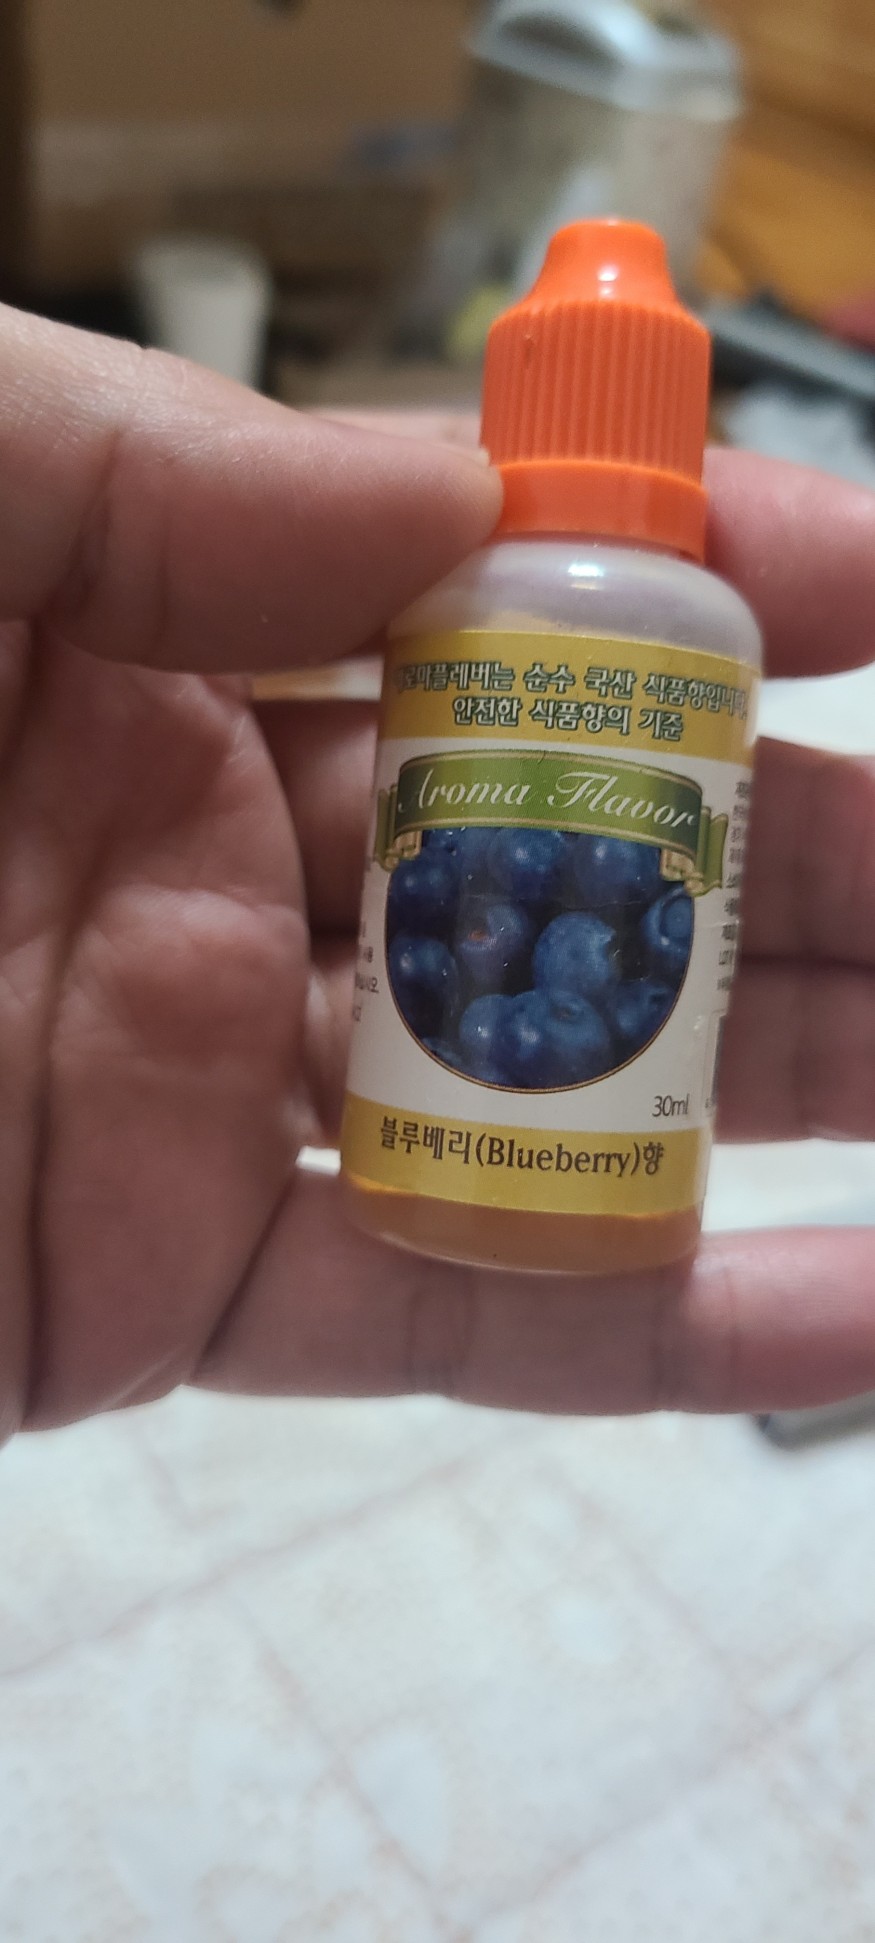 아로마플레버는 순수 국산 식품향입니다.
안전한 식품향의 기준
Aroma Flavor
30ml
블루베리(Blueberry)향